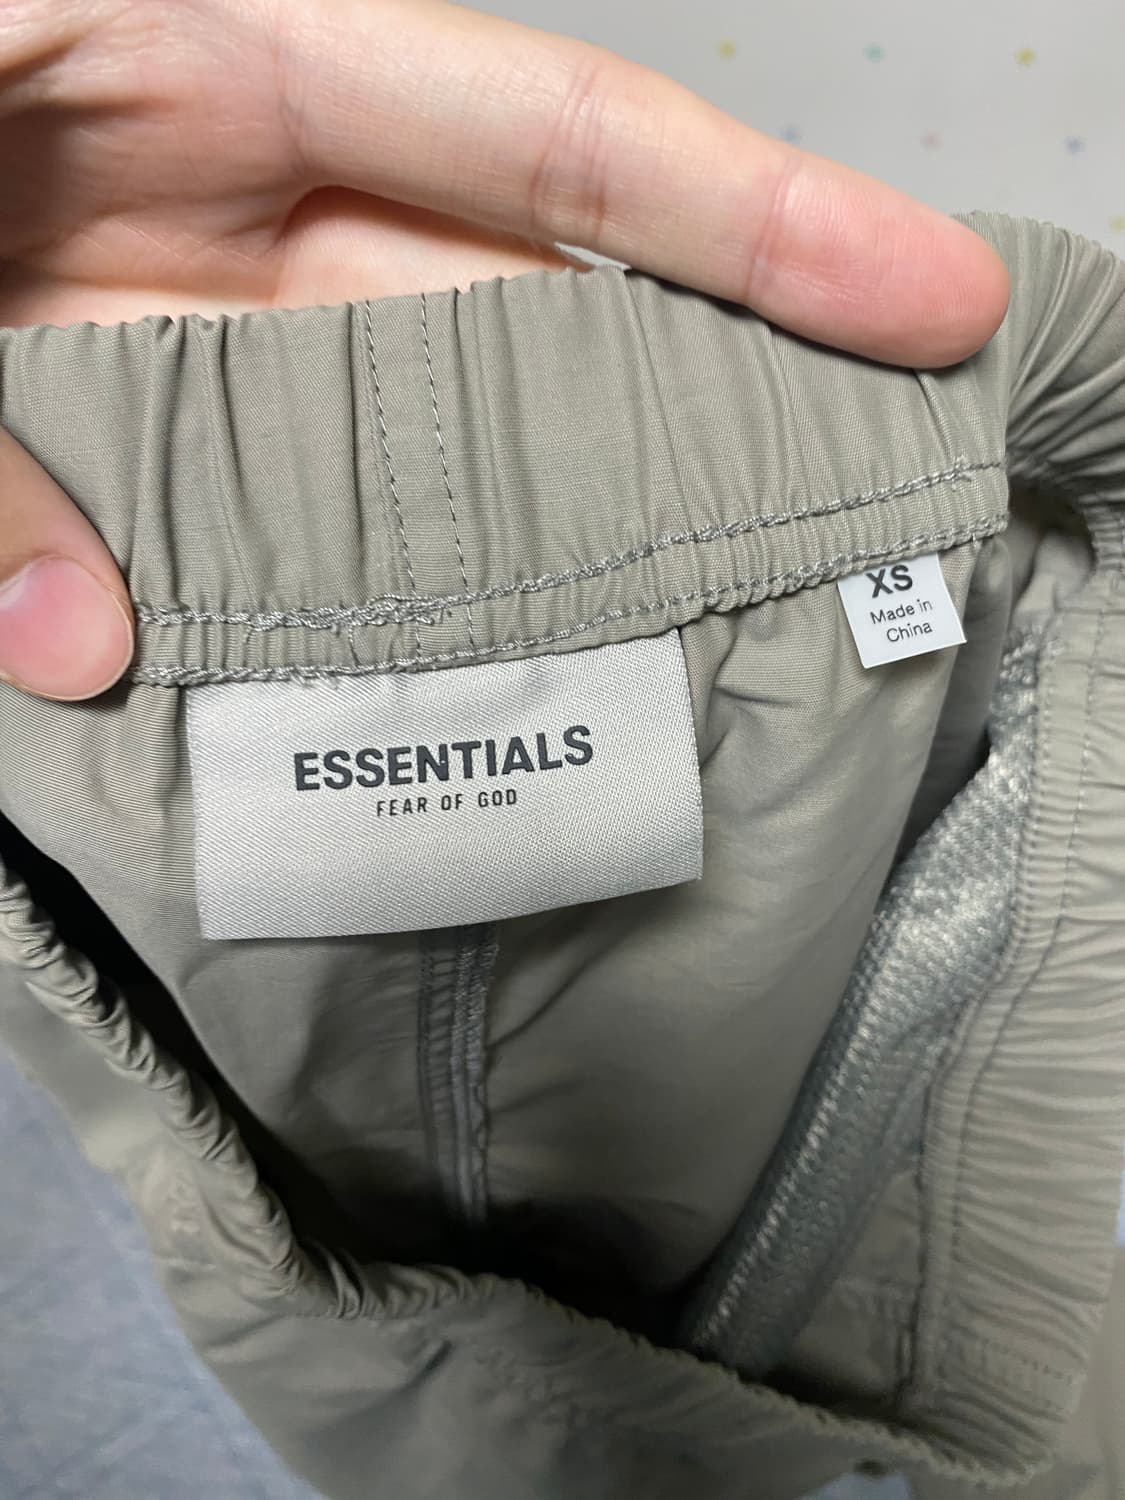 XS
Made in
China
ESSENTIALS
FEAR OF GOD